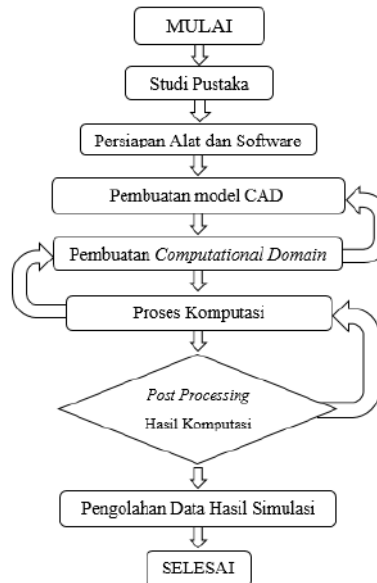 MULAI
Studi Pustaka
Persiapan Alat dan Software
Pembuatan model CAD
Pembuatan Computational Domain
Proses Komputasi
Post Processing
Hasil Komputasi
Pengolahan Data Hasil Simulasi
SELESAI